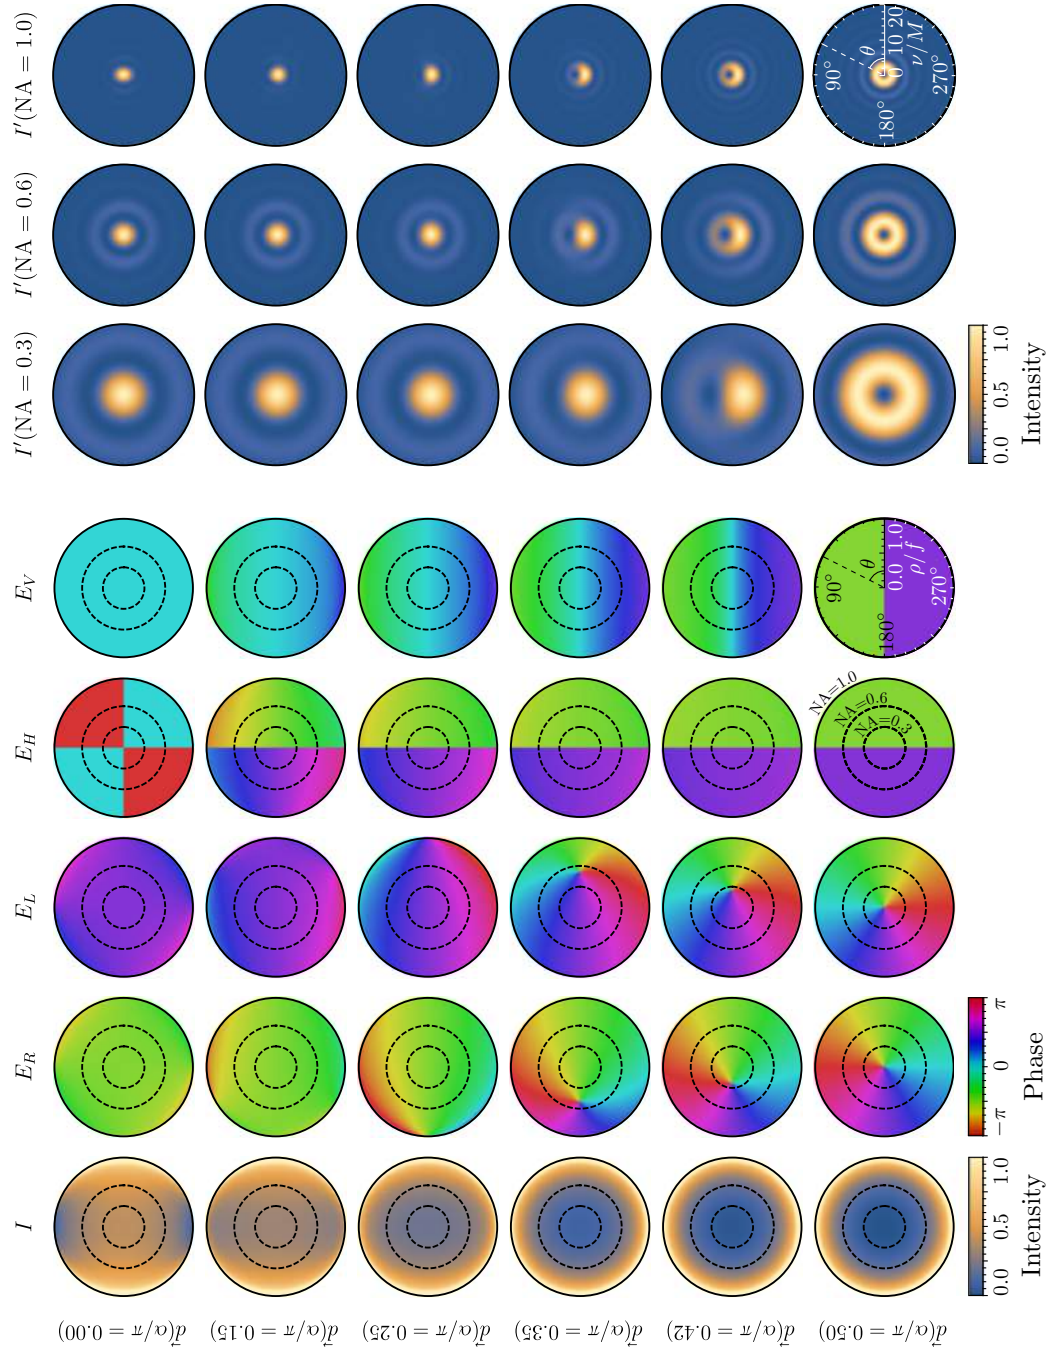 I
E_R
E_L
E_H
E_V
I′(NA = 0.3)
I′(NA = 0.6)
I′(NA = 1.0)
d⃗(α/π = 0.00)
d⃗(α/π = 0.15)
d⃗(α/π = 0.25)
d⃗(α/π = 0.35)
d⃗(α/π = 0.42)
d⃗(α/π = 0.50)
NA=1.0
NA=0.6
NA=0.3
90°
θ
180°
0.0 1.0
ρ/f
270°
90°
θ
180°
0 10 20
ν/M
270°
0.0 0.5 1.0
Intensity
−π 0 π
Phase
0.0 0.5 1.0
Intensity